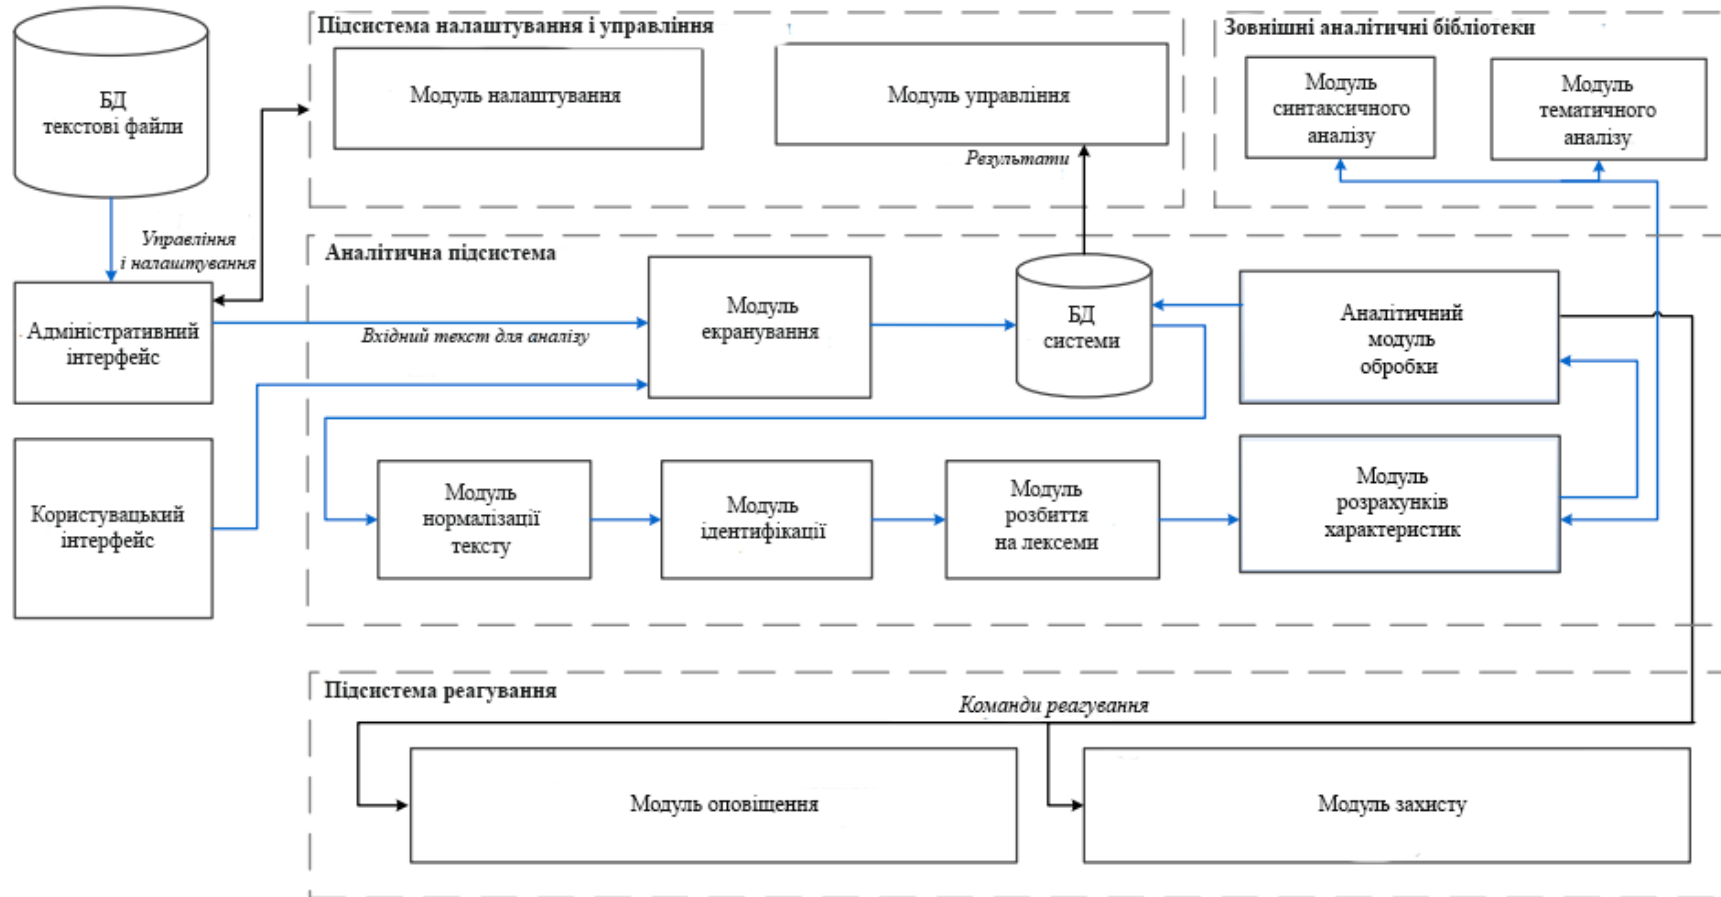 БД
текстові файли
Підсистема налаштування і управління
Модуль налаштування
Модуль управління
Результати
Зовнішні аналітичні бібліотеки
Модуль
синтаксичного
аналізу
Модуль
тематичного
аналізу
Управління
і налаштування
Адміністративний
інтерфейс
Користувацький
інтерфейс
Аналітична підсистема
Вхідний текст для аналізу
Модуль
екранування
БД
системи
Аналітичний
модуль
обробки
Модуль
нормалізації
тексту
Модуль
ідентифікації
Модуль
розбиття
на лексеми
Модуль
розрахунків
характеристик
Підсистема реагування
Команди реагування
Модуль оповіщення
Модуль захисту